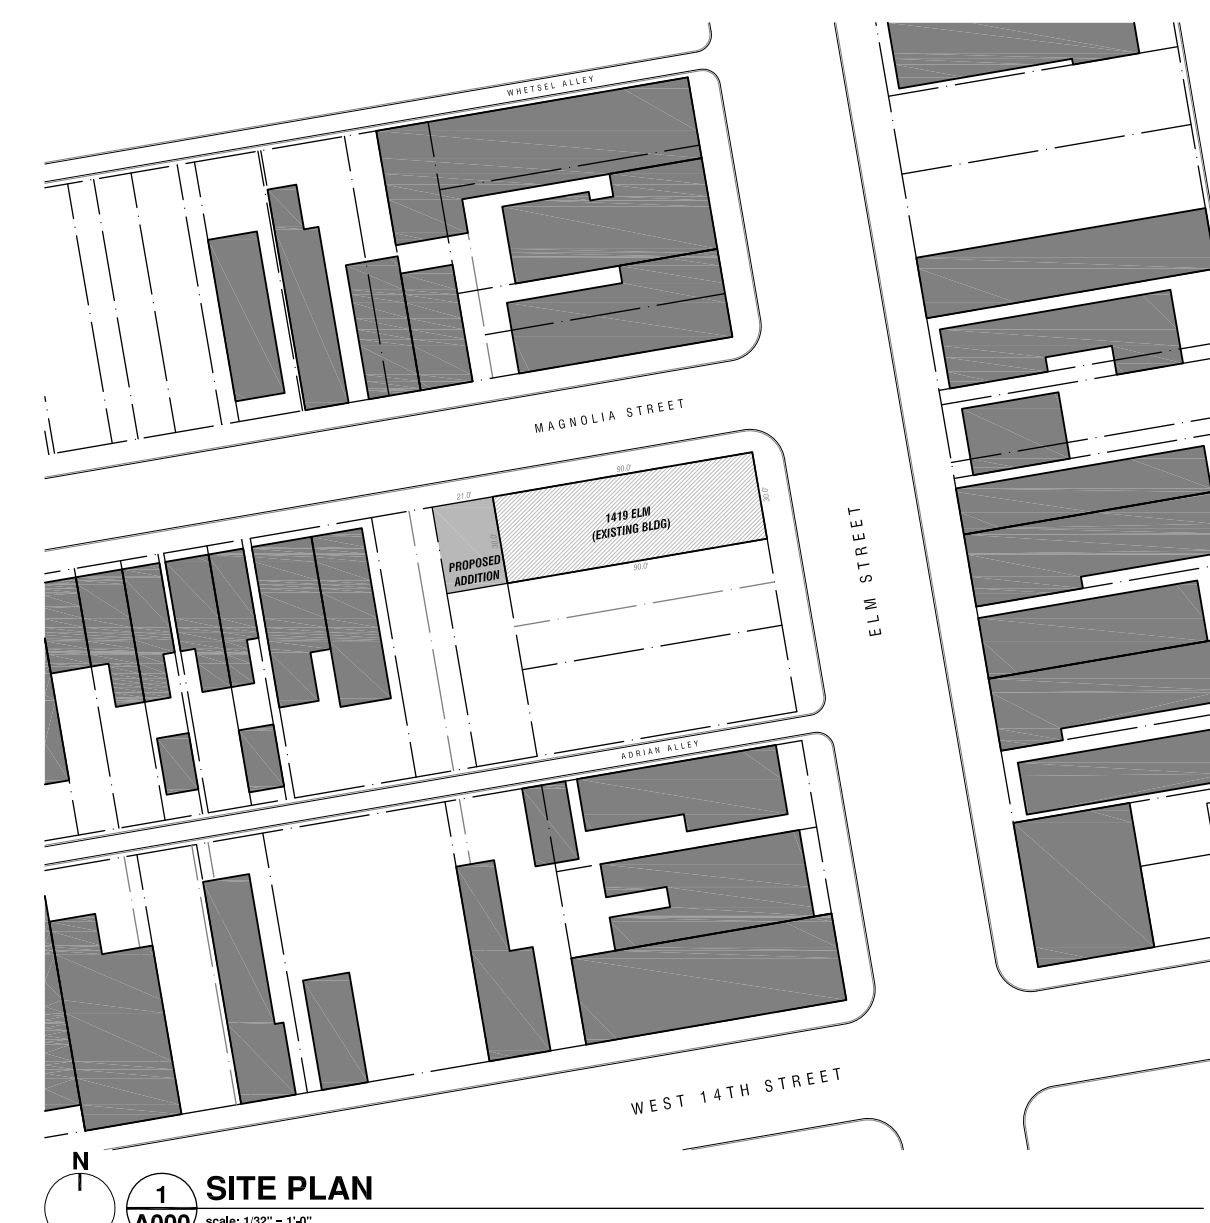 WHETSEL ALLEY
MAGNOLIA STREET
90.0'
21.0'
30.0'
1419 ELM
(EXISTING BLDG)
PROPOSED
ADDITION
90.0'
ELM STREET
ADRIAN ALLEY
WEST 14TH STREET
N
1
A000
SITE PLAN
scale: 1/32" = 1'-0"